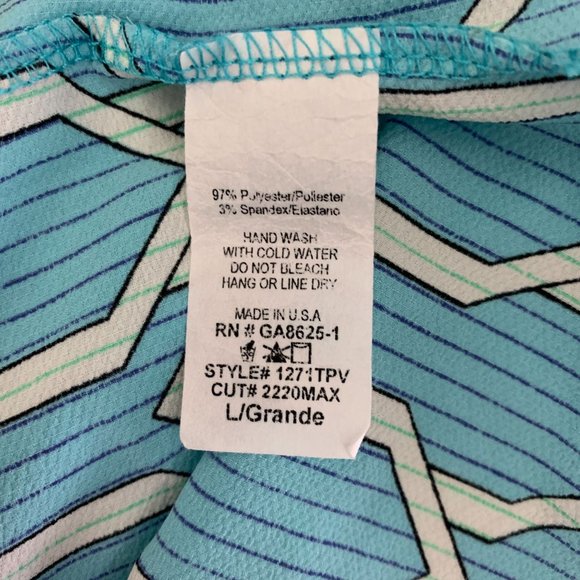 97% Polyester/Poliester
3% Spandex/Elastano
HAND WASH
WITH COLD WATER
DO NOT BLEACH
HANG OR LINE DRY
MADE IN U.S.A
RN # GA8625-1
STYLE# 1271TPV
CUT# 2220MAX
L/Grande